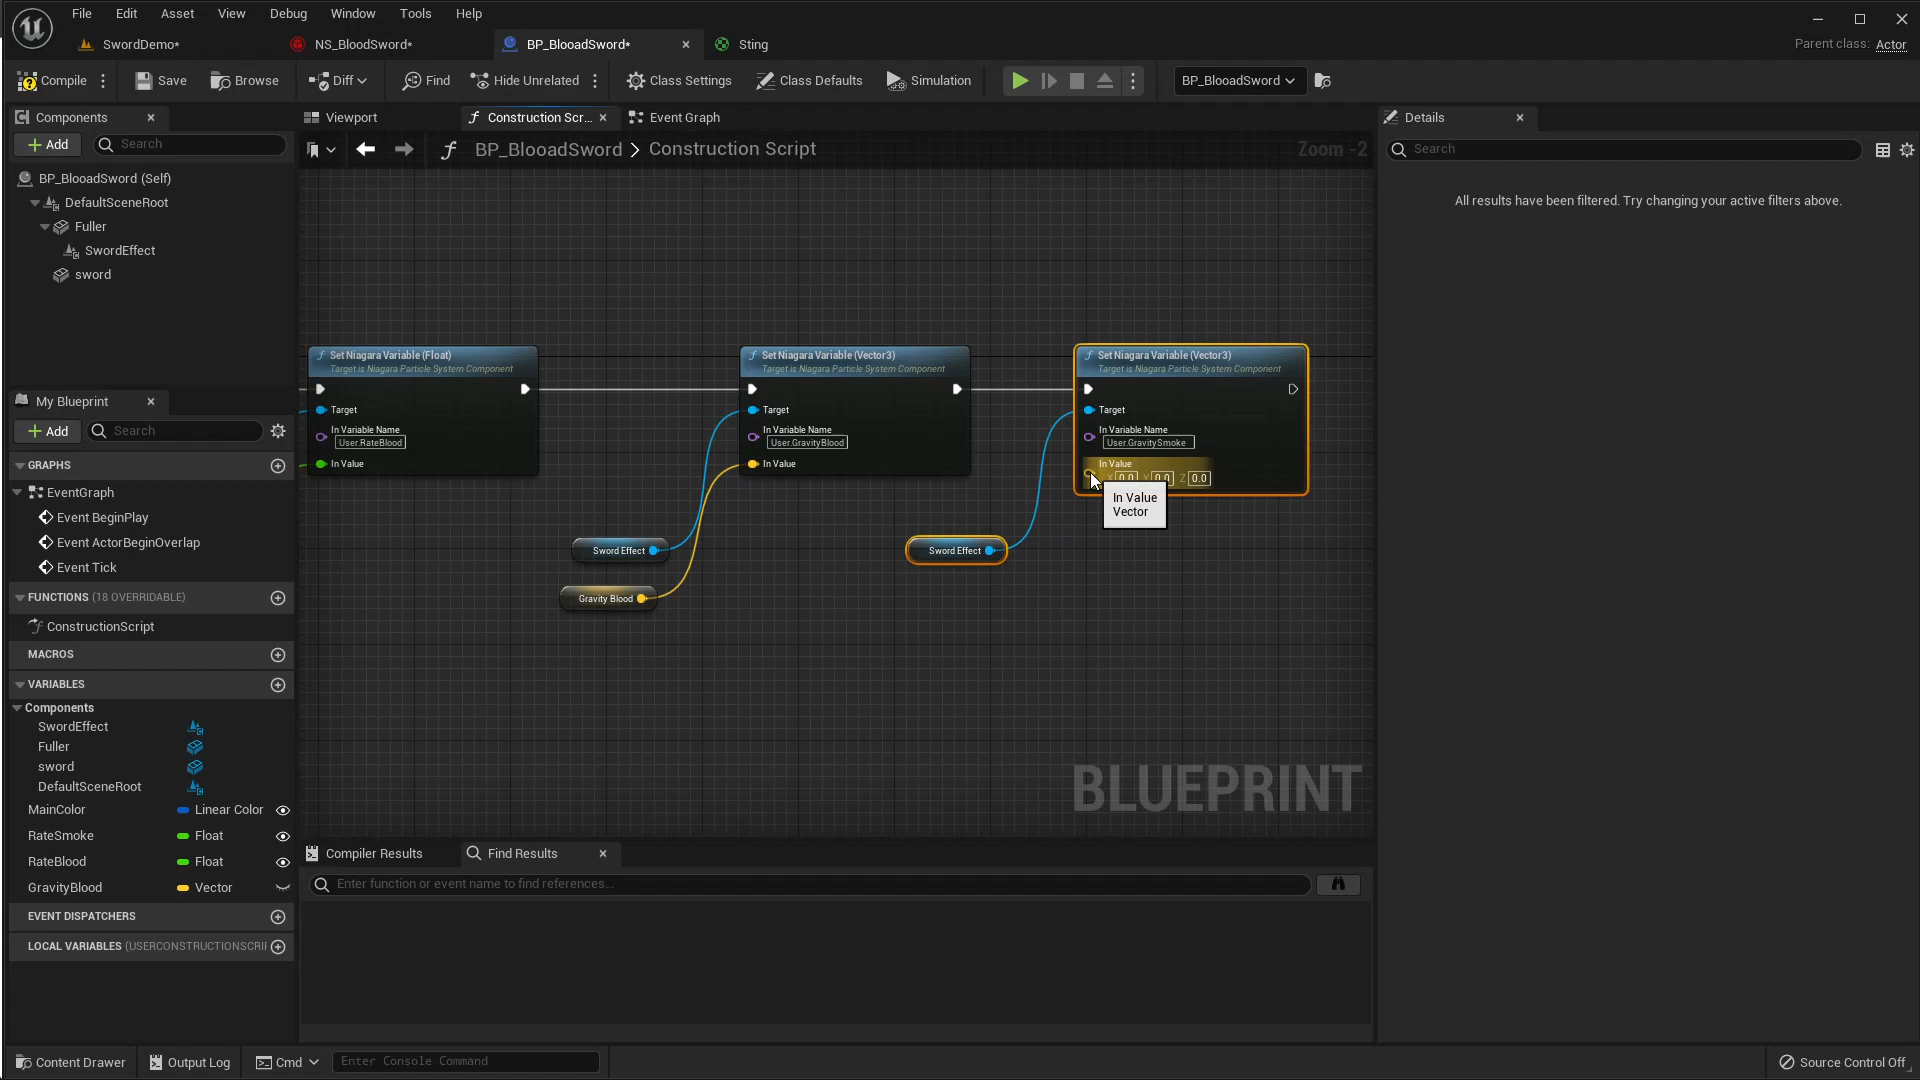 File Edit Asset View Debug Window Tools Help
SwordDemo* NS_BloodSword* BP_BlooadSword* Sting
Parent class: Actor
Compile Save Browse Diff Find Hide Unrelated Class Settings Class Defaults Simulation BP_BlooadSword
Components
Add Search
BP_BlooadSword (Self)
DefaultSceneRoot
Fuller
SwordEffect
sword
My Blueprint
Add Search
GRAPHS
EventGraph
Event BeginPlay
Event ActorBeginOverlap
Event Tick
FUNCTIONS (18 OVERRIDABLE)
ConstructionScript
MACROS
VARIABLES
Components
SwordEffect
Fuller
sword
DefaultSceneRoot
MainColor Linear Color
RateSmoke Float
RateBlood Float
GravityBlood Vector
EVENT DISPATCHERS
LOCAL VARIABLES (USERCONSTRUCTIONSCRI
Viewport Construction Scr... Event Graph
BP_BlooadSword > Construction Script
Zoom -2
Set Niagara Variable (Float)
Target is Niagara Particle System Component
Target
In Variable Name
User.RateBlood
In Value
Set Niagara Variable (Vector3)
Target is Niagara Particle System Component
Target
In Variable Name
User.GravityBlood
In Value
Sword Effect
Gravity Blood
Set Niagara Variable (Vector3)
Target is Niagara Particle System Component
Target
In Variable Name
User.GravitySmoke
In Value
X 0.0 Y 0.0 Z 0.0
In Value
Vector
Sword Effect
BLUEPRINT
Compiler Results Find Results
Enter function or event name to find references...
Details
Search
All results have been filtered. Try changing your active filters above.
Content Drawer Output Log Cmd Enter Console Command Source Control Off